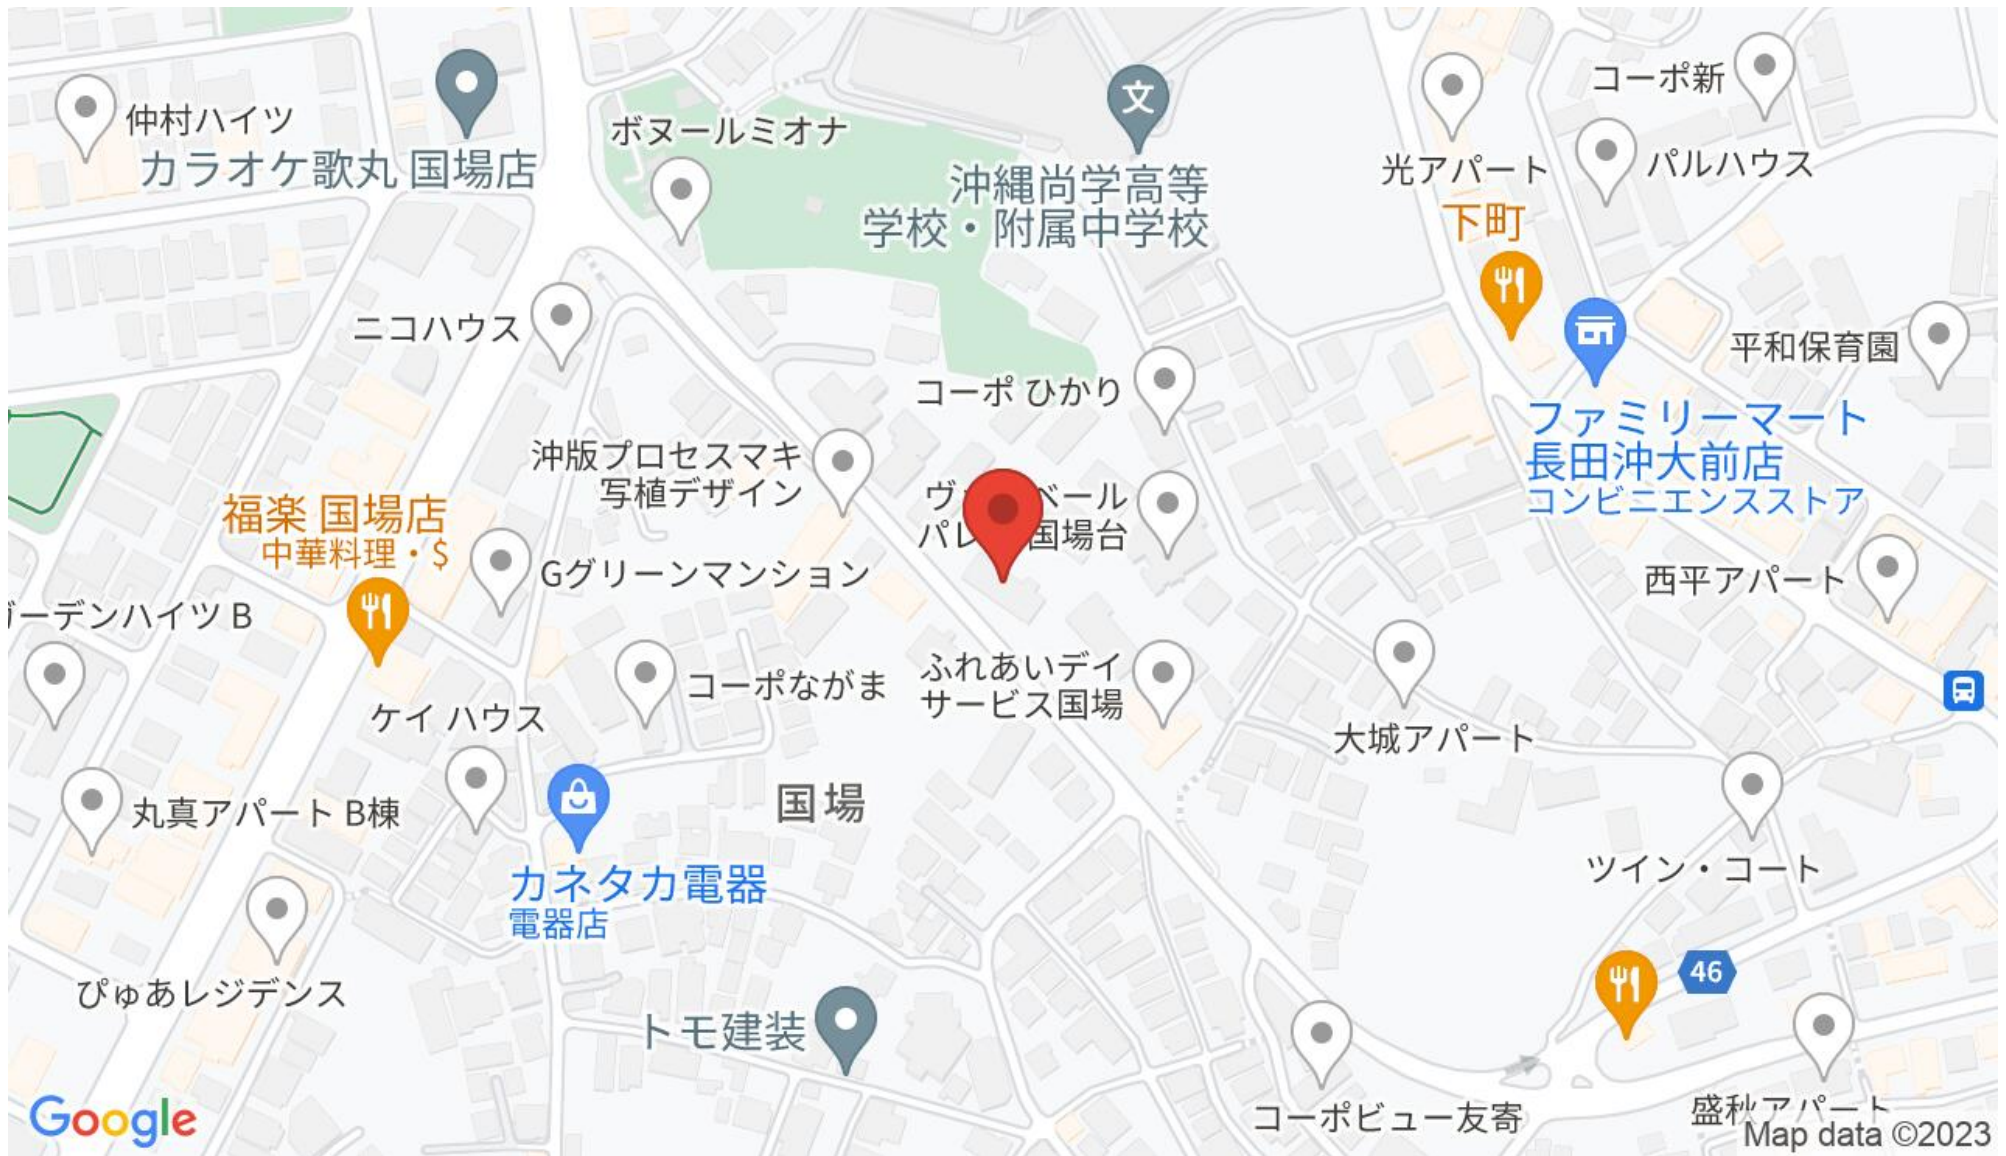 コーポ新
仲村ハイツ
ボヌールミオナ
文
カラオケ歌丸 国場店
光アパート
パルハウス
沖縄尚学高等
学校・附属中学校
下町
ニコハウス
平和保育園
コーポ ひかり
ファミリーマート
長田沖大前店
コンビニエンスストア
沖版プロセスマキ
写植デザイン
ベール
国場台
福楽 国場店
中華料理・$
Gグリーンマンション
西平アパート
ーデンハイツ B
コーポながま
ふれあいデイ
サービス国場
ケイ ハウス
大城アパート
国場
丸真アパート B棟
カネタカ電器
電器店
ツイン・コート
46
ぴゅあレジデンス
トモ建装
コーポビュー友寄
盛秋アパート
Google
Map data ©2023